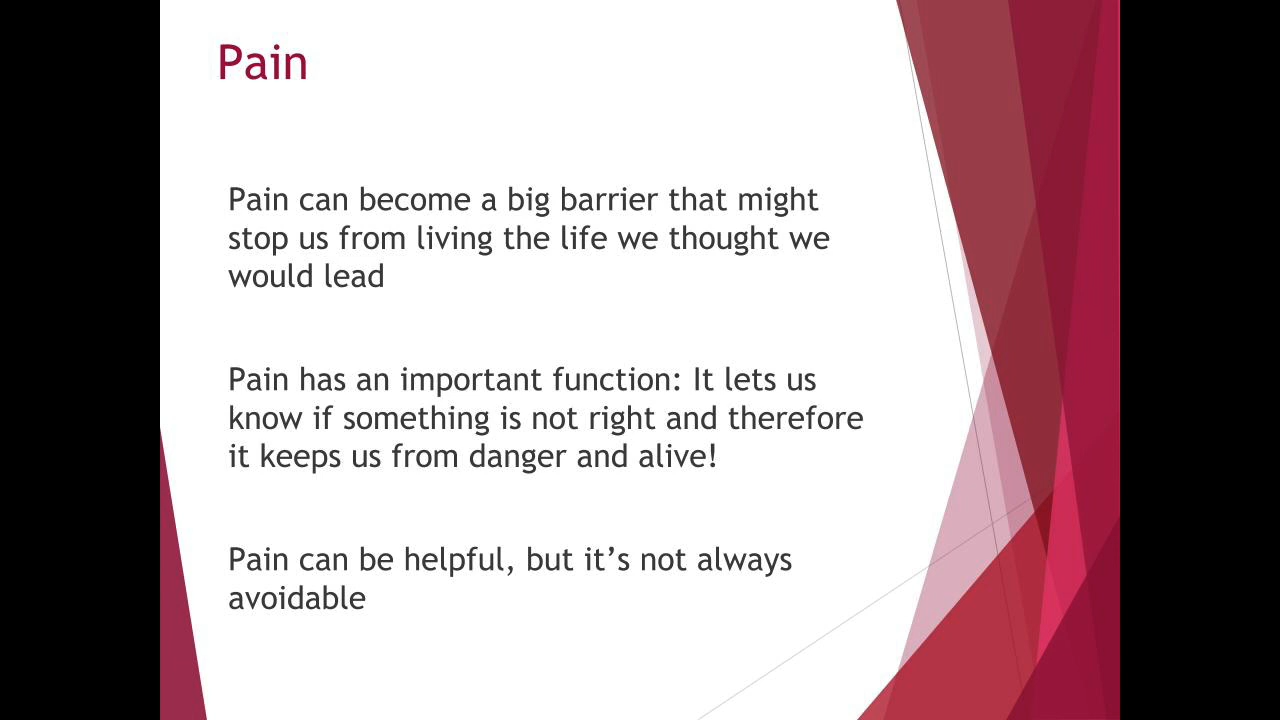 Pain
Pain can become a big barrier that might
stop us from living the life we thought we
would lead
Pain has an important function: It lets us
know if something is not right and therefore
it keeps us from danger and alive!
Pain can be helpful, but it’s not always
avoidable